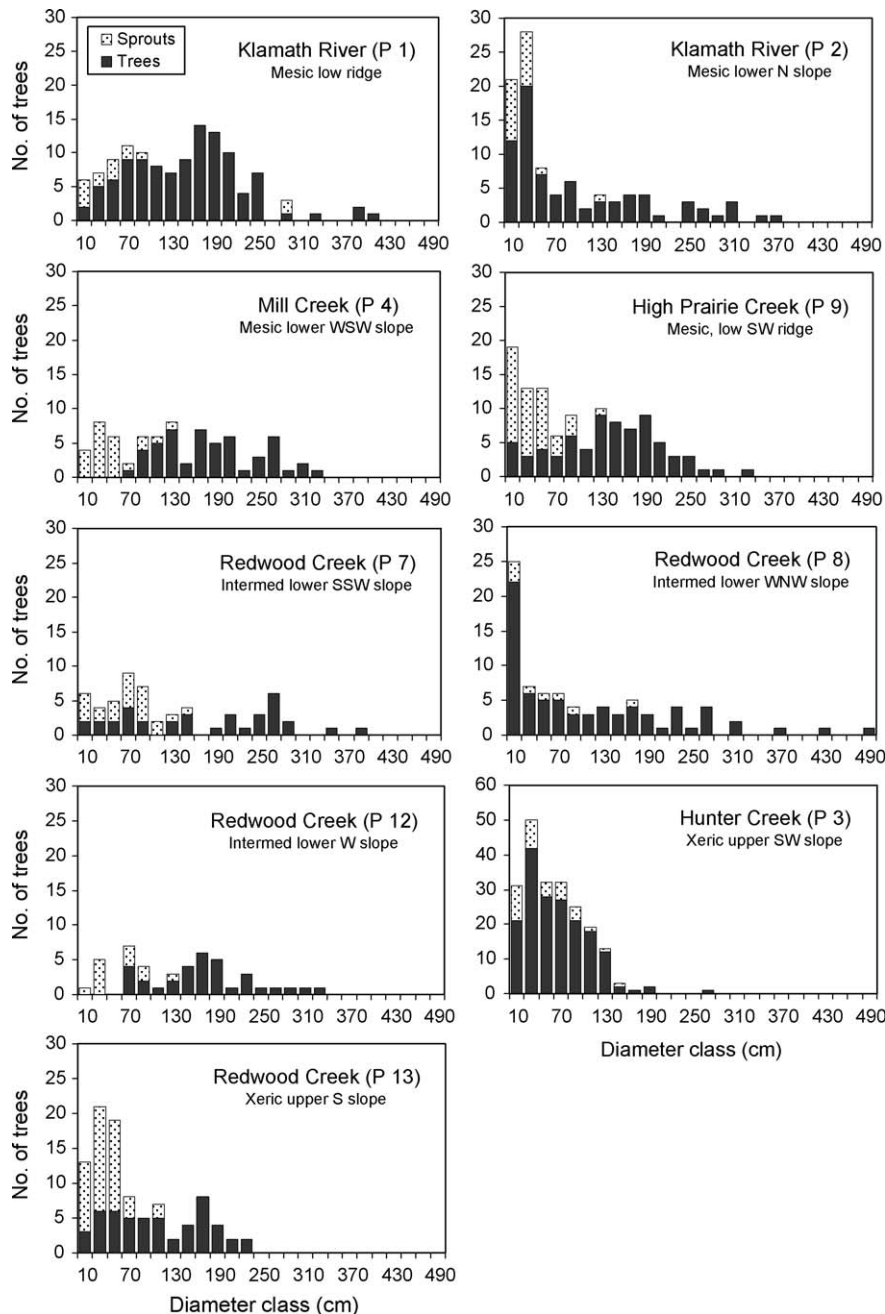 30
25
20
15
10
5
0
No. of trees
Sprouts
Trees
Klamath River (P 1)
Mesic low ridge
10 70 130 190 250 310 370 430 490
30
25
20
15
10
5
0
Klamath River (P 2)
Mesic lower N slope
10 70 130 190 250 310 370 430 490
30
25
20
15
10
5
0
No. of trees
Mill Creek (P 4)
Mesic lower WSW slope
10 70 130 190 250 310 370 430 490
30
25
20
15
10
5
0
High Prairie Creek (P 9)
Mesic, low SW ridge
10 70 130 190 250 310 370 430 490
30
25
20
15
10
5
0
No. of trees
Redwood Creek (P 7)
Intermed lower SSW slope
10 70 130 190 250 310 370 430 490
30
25
20
15
10
5
0
Redwood Creek (P 8)
Intermed lower WNW slope
10 70 130 190 250 310 370 430 490
30
25
20
15
10
5
0
No. of trees
Redwood Creek (P 12)
Intermed lower W slope
10 70 130 190 250 310 370 430 490
60
50
40
30
20
10
0
Hunter Creek (P 3)
Xeric upper SW slope
10 70 130 190 250 310 370 430 490
Diameter class (cm)
30
25
20
15
10
5
0
No. of trees
Redwood Creek (P 13)
Xeric upper S slope
10 70 130 190 250 310 370 430 490
Diameter class (cm)